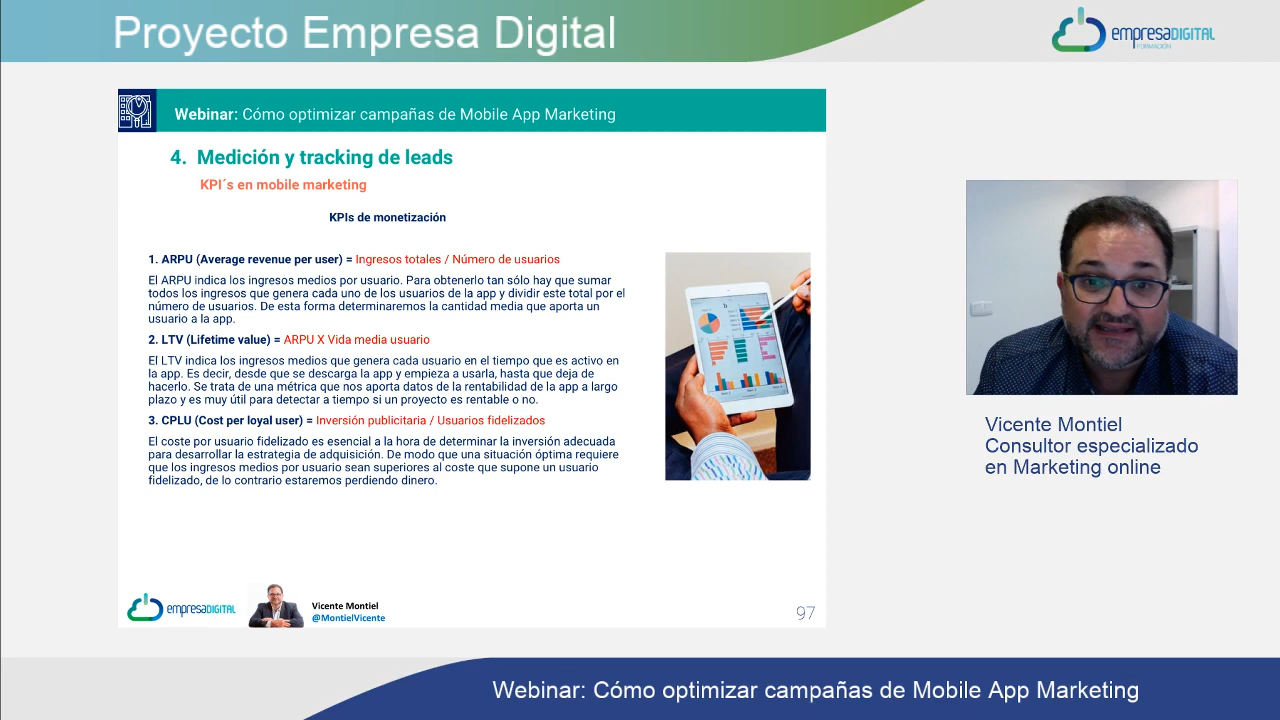 Proyecto Empresa Digital
empresaDIGITAL
FORMACIÓN
Webinar: Cómo optimizar campañas de Mobile App Marketing
4. Medición y tracking de leads
KPI´s en mobile marketing
KPIs de monetización
1. ARPU (Average revenue per user) = Ingresos totales / Número de usuarios
El ARPU indica los ingresos medios por usuario. Para obtenerlo tan sólo hay que sumar
todos los ingresos que genera cada uno de los usuarios de la app y dividir este total por el
número de usuarios. De esta forma determinaremos la cantidad media que aporta un
usuario a la app.
2. LTV (Lifetime value) = ARPU X Vida media usuario
El LTV indica los ingresos medios que genera cada usuario en el tiempo que es activo en
la app. Es decir, desde que se descarga la app y empieza a usarla, hasta que deja de
hacerlo. Se trata de una métrica que nos aporta datos de la rentabilidad de la app a largo
plazo y es muy útil para detectar a tiempo si un proyecto es rentable o no.
3. CPLU (Cost per loyal user) = Inversión publicitaria / Usuarios fidelizados
El coste por usuario fidelizado es esencial a la hora de determinar la inversión adecuada
para desarrollar la estrategia de adquisición. De modo que una situación óptima requiere
que los ingresos medios por usuario sean superiores al coste que supone un usuario
fidelizado, de lo contrario estaremos perdiendo dinero.
empresaDIGITAL
Vicente Montiel
@MontielVicente
97
Vicente Montiel
Consultor especializado
en Marketing online
Webinar: Cómo optimizar campañas de Mobile App Marketing